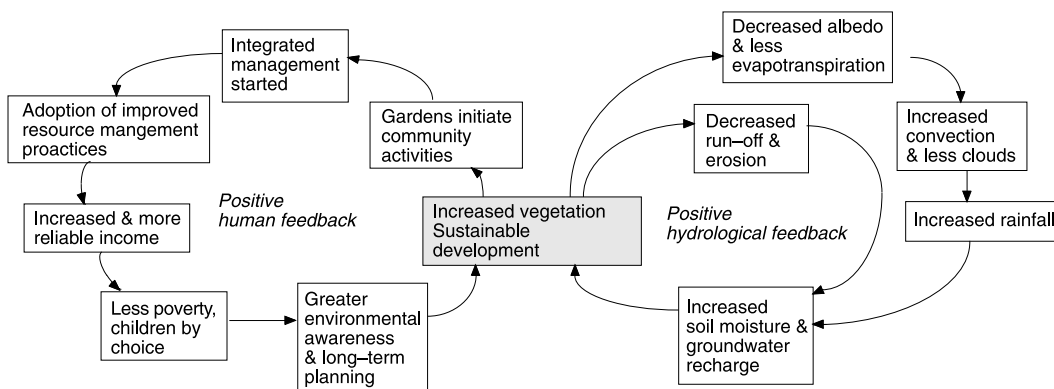 Integrated
management
started
Adoption of improved
resource mangement
proactices
Increased & more
reliable income
Less poverty,
children by
choice
Greater
environmental
awareness
& long–term
planning
Gardens initiate
community
activities
Positive
human feedback
Increased vegetation
Sustainable
development
Decreased albedo
& less
evapotranspiration
Decreased
run–off &
erosion
Increased
convection
& less clouds
Positive
hydrological feedback
Increased rainfall
Increased
soil moisture &
groundwater
recharge